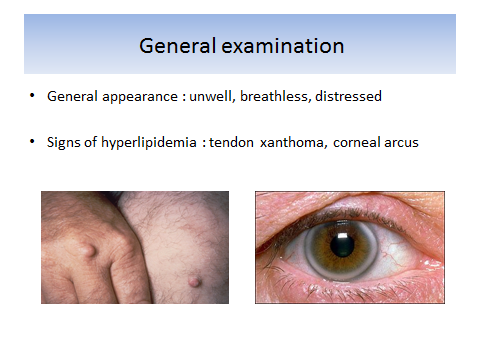 General examination
• General appearance : unwell, breathless, distressed
• Signs of hyperlipidemia : tendon xanthoma, corneal arcus